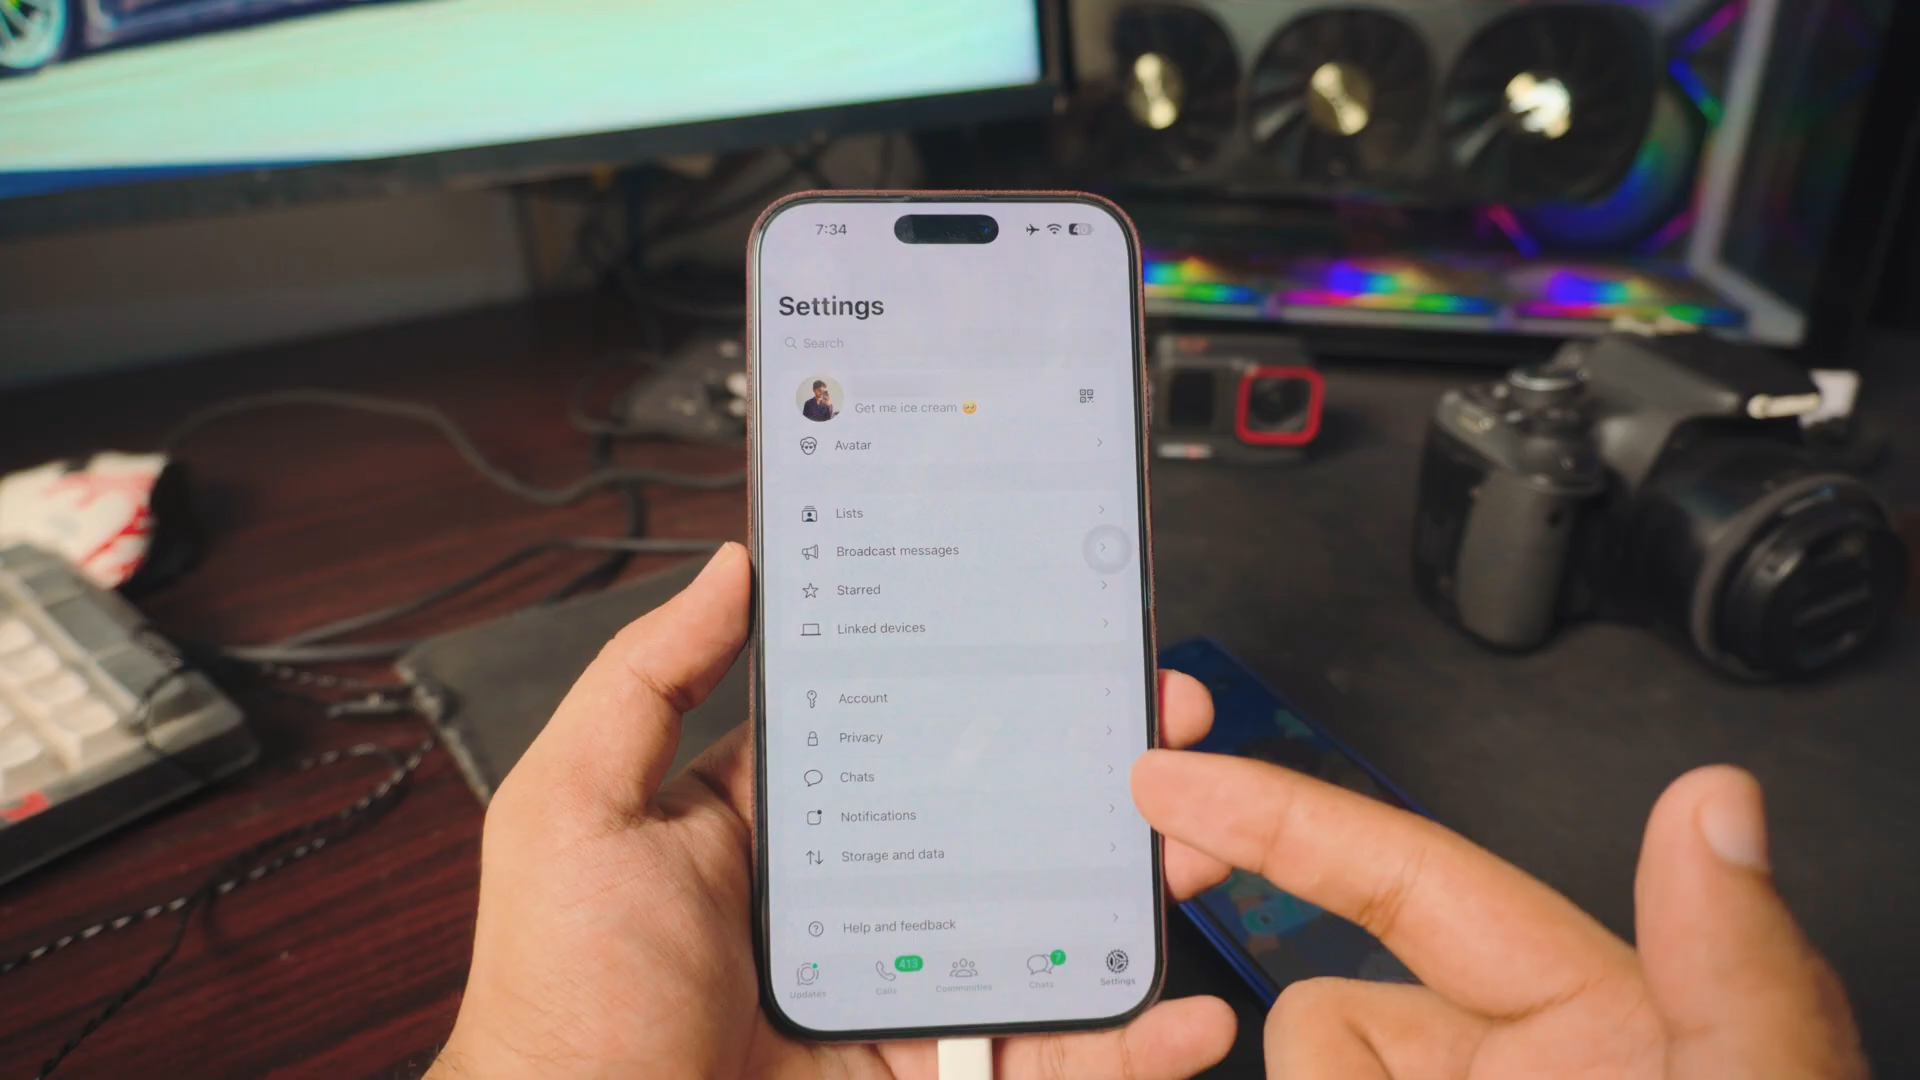 7:34
40
Settings
Search
Get me ice cream 🥺
Avatar
Lists
Broadcast messages
Starred
Linked devices
Account
Privacy
Chats
Notifications
Storage and data
Help and feedback
Updates
413
Calls
Communities
7
Chats
Settings